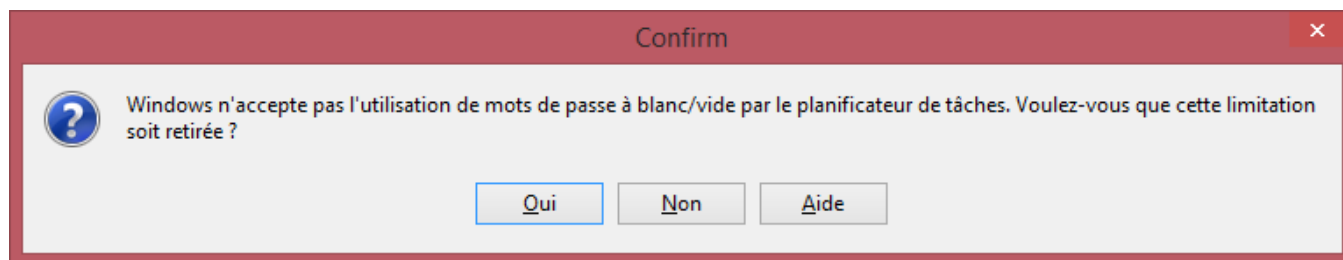 Confirm
Windows n'accepte pas l'utilisation de mots de passe à blanc/vide par le planificateur de tâches. Voulez-vous que cette limitation
soit retirée ?
Oui Non Aide